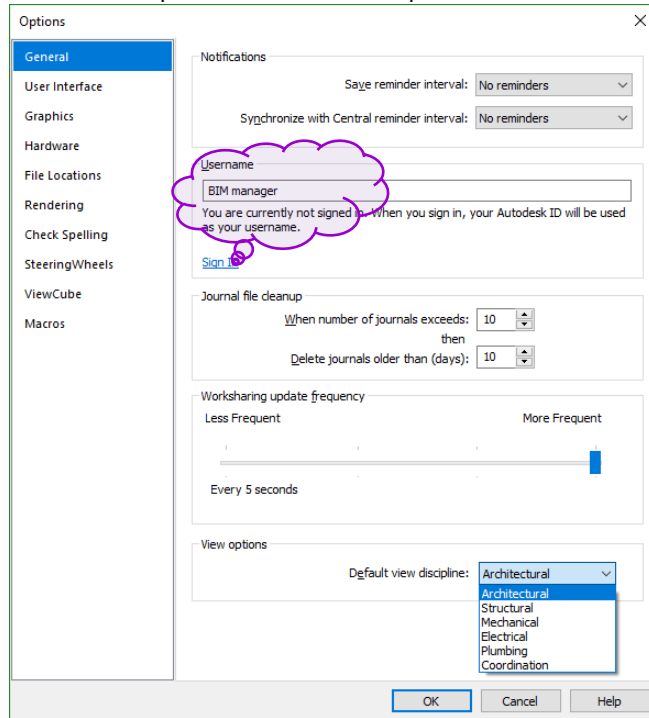 Options
General
User Interface
Graphics
Hardware
File Locations
Rendering
Check Spelling
SteeringWheels
ViewCube
Macros
Notifications
Save reminder interval: No reminders
Synchronize with Central reminder interval: No reminders
Username
BIM manager
You are currently not signed in. When you sign in, your Autodesk ID will be used
as your username.
Sign In
Journal file cleanup
When number of journals exceeds: 10
then
Delete journals older than (days): 10
Worksharing update frequency
Less Frequent More Frequent
Every 5 seconds
View options
Default view discipline: Architectural
Architectural
Structural
Mechanical
Electrical
Plumbing
Coordination
OK Cancel Help